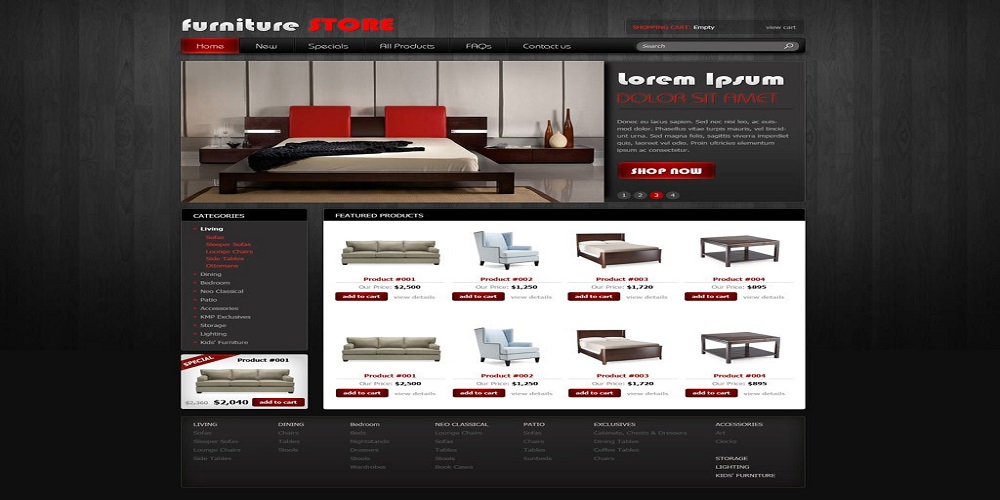 furniture STORE
SHOPPING CART: Empty
view cart
Home
New
Specials
All Products
FAQs
Contact us
Search
Lorem Ipsum
DOLOR SIT AMET
Donec eu lacus sapien. Sed nec nisi leo, ac euis-
mod dolor. Phasellus vitae turpis mauris, vel tincid-
unt urna. Sed magna felis, sagittis viverra imperdiet
quis, laoreet vel odio. Proin ultricies elementum
ipsum ac consectetur.
SHOP NOW
1 2 3 4
CATEGORIES
Living
Sofas
Sleeper Sofas
Lounge Chairs
Side Tables
Ottomans
Dining
Bedroom
Neo Classical
Patio
Accessories
KMP Exclusives
Storage
Lighting
Kids' Furniture
SPECIAL
Product #001
$2,360 $2,040 add to cart
FEATURED PRODUCTS
Product #001
Our Price: $2,500
add to cart view details
Product #002
Our Price: $1,250
add to cart view details
Product #003
Our Price: $1,720
add to cart view details
Product #004
Our Price: $895
add to cart view details
Product #001
Our Price: $2,500
add to cart view details
Product #002
Our Price: $1,250
add to cart view details
Product #003
Our Price: $1,720
add to cart view details
Product #004
Our Price: $895
add to cart view details
LIVING
Sofas
Sleeper Sofas
Lounge Chairs
Side Tables
DINING
Chairs
Tables
Stools
Bedroom
Beds
Nightstands
Dressers
Stools
Wardrobes
NEO CLASSICAL
Lounge Chairs
Sofas
Tables
Stools
Book Cases
PATIO
Sofas
Chairs
Tables
Sunbeds
EXCLUSIVES
Cabinets, Chests & Dressers
Dining Tables
Coffee Tables
Chairs
ACCESSORIES
Art
Clocks
STORAGE
LIGHTING
KIDS' FURNITURE